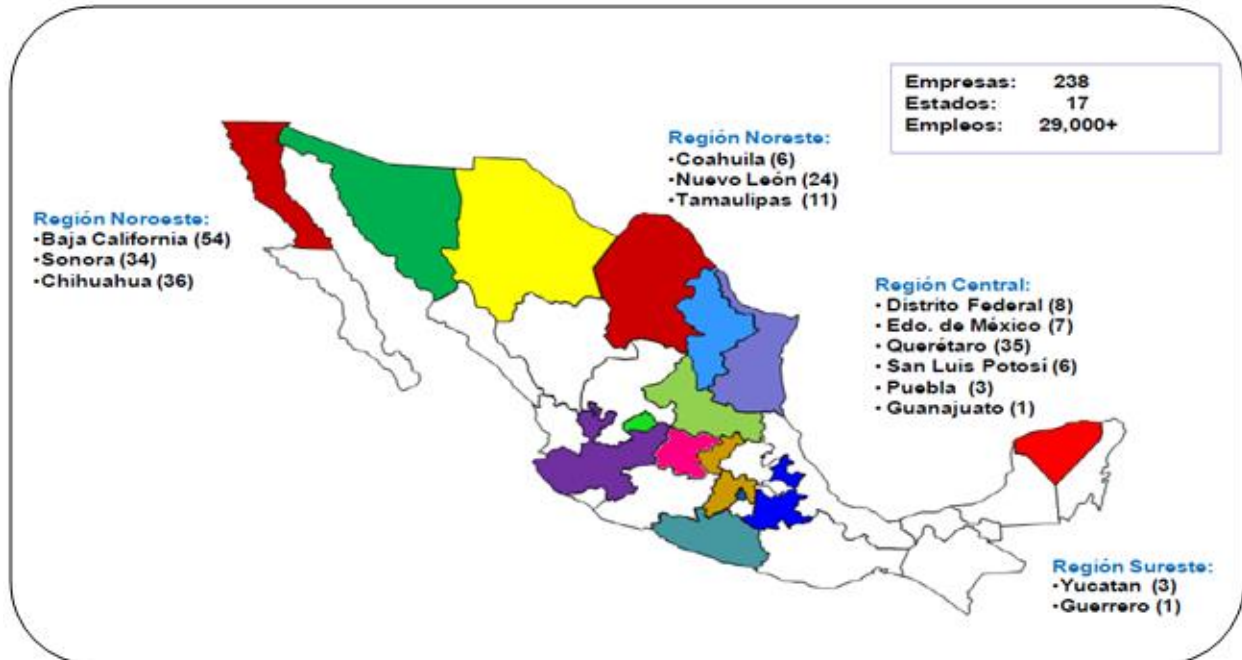 Empresas: 238
Estados: 17
Empleos: 29,000+
Región Noreste:
•Coahuila (6)
•Nuevo León (24)
•Tamaulipas (11)
Región Noroeste:
•Baja California (54)
•Sonora (34)
•Chihuahua (36)
Región Central:
• Distrito Federal (8)
• Edo. de México (7)
• Querétaro (35)
• San Luis Potosí (6)
• Puebla (3)
• Guanajuato (1)
Región Sureste:
•Yucatan (3)
•Guerrero (1)